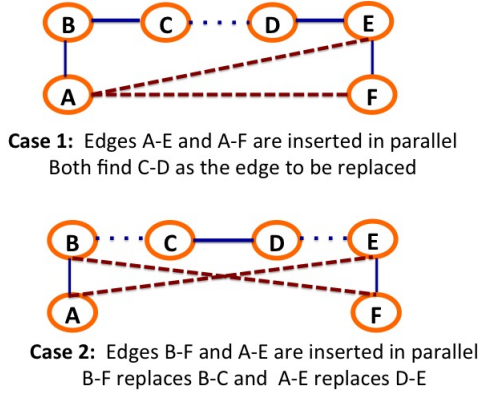 B C D E
A F
Case 1: Edges A-E and A-F are inserted in parallel
Both find C-D as the edge to be replaced
B C D E
A F
Case 2: Edges B-F and A-E are inserted in parallel
B-F replaces B-C and A-E replaces D-E